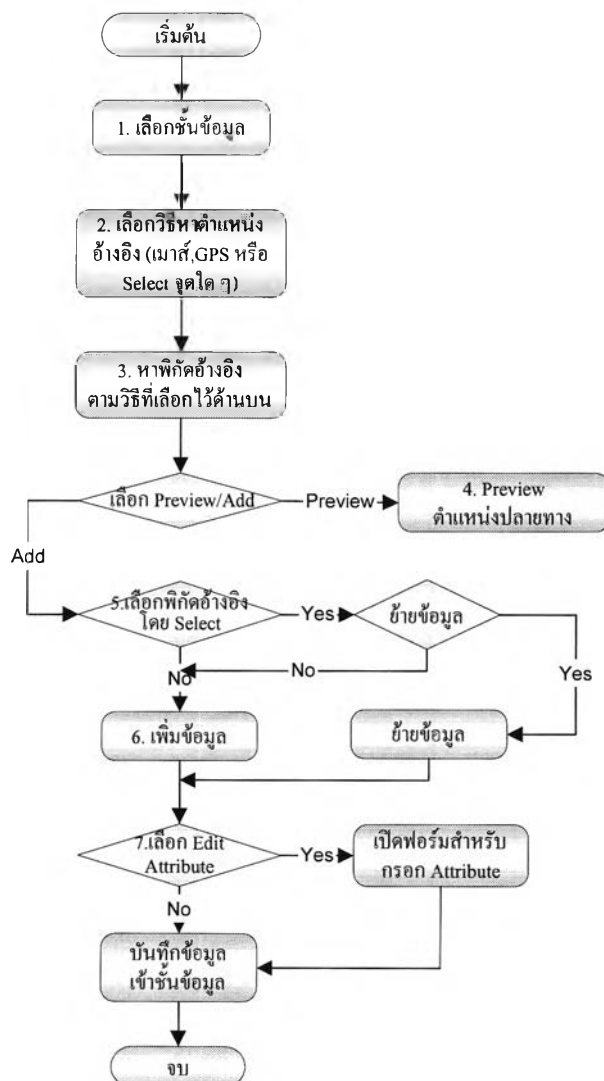 เริ่มต้น
1. เลือกชั้นข้อมูล
2. เลือกวิธีหาตำแหน่ง
อ้างอิง (เมาส์,GPS หรือ
Select จุดใด ๆ)
3. หาพิกัดอ้างอิง
ตามวิธีที่เลือกไว้ด้านบน
เลือก Preview/Add
Preview
4. Preview
ตำแหน่งปลายทาง
Add
5.เลือกพิกัดอ้างอิง
โดย Select
Yes
ย้ายข้อมูล
No
No
Yes
6. เพิ่มข้อมูล
ย้ายข้อมูล
7.เลือก Edit
Attribute
Yes
เปิดฟอร์มสำหรับ
กรอก Attribute
No
บันทึกข้อมูล
เข้าชั้นข้อมูล
จบ